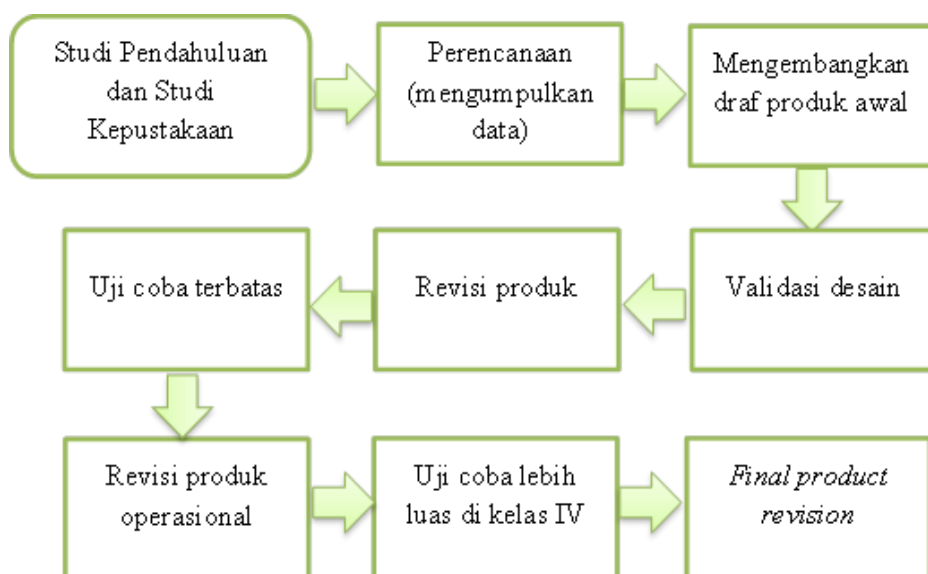 Studi Pendahuluan
dan Studi
Kepustakaan
Perencanaan
(mengumpulkan
data)
Mengembangkan
draf produk awal
Validasi desain
Revisi produk
Uji coba terbatas
Revisi produk
operasional
Uji coba lebih
luas di kelas IV
Final product
revision